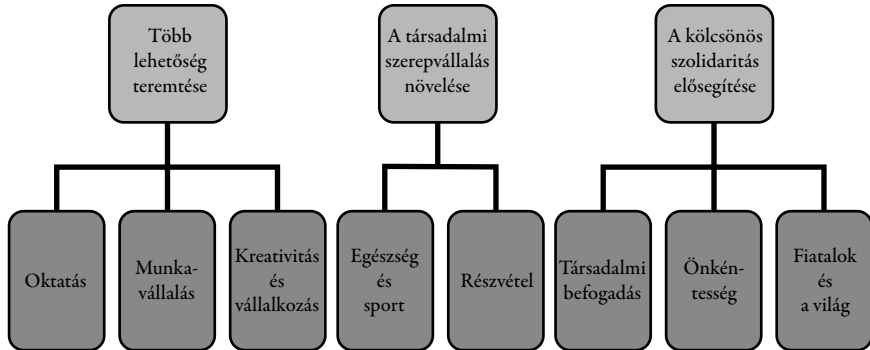 Több
lehetőség
teremtése
A társadalmi
szerepvállalás
növelése
A kölcsönös
szolidaritás
elősegítése
Oktatás
Munka-
vállalás
Kreativitás
és
vállalkozás
Egészség
és
sport
Részvétel
Társadalmi
befogadás
Önkén-
tesség
Fiatalok
és
a világ